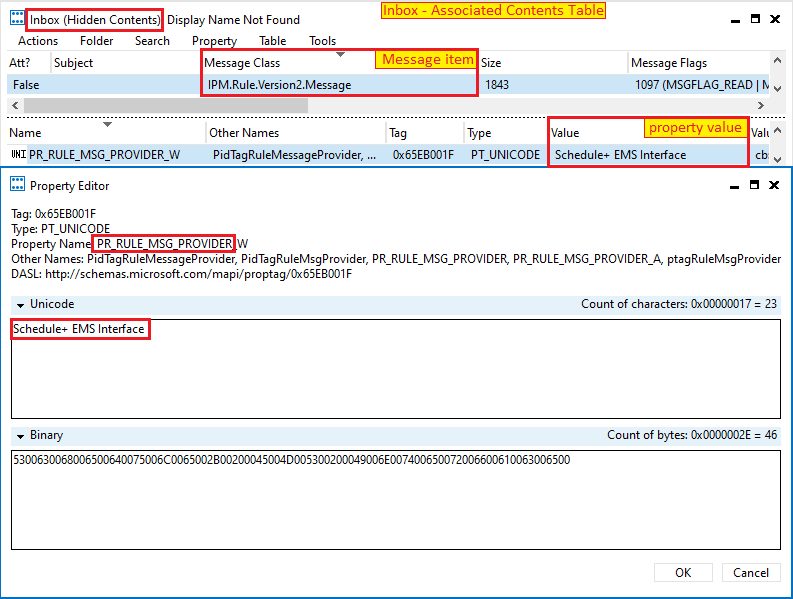 Inbox (Hidden Contents) Display Name Not Found Inbox - Associated Contents Table
Actions Folder Search Property Table Tools
Att? Subject Message Class Message item Size Message Flags
False IPM.Rule.Version2.Message 1843 1097 (MSGFLAG_READ | M
Name Other Names Tag Type Value property value Valu
UNI PR_RULE_MSG_PROVIDER_W PidTagRuleMessageProvider, ... 0x65EB001F PT_UNICODE Schedule+ EMS Interface cb
Property Editor
Tag: 0x65EB001F
Type: PT_UNICODE
Property Name: PR_RULE_MSG_PROVIDER_W
Other Names: PidTagRuleMessageProvider, PidTagRuleMsgProvider, PR_RULE_MSG_PROVIDER, PR_RULE_MSG_PROVIDER_A, ptagRuleMsgProvider
DASL: http://schemas.microsoft.com/mapi/proptag/0x65EB001F
Unicode Count of characters: 0x00000017 = 23
Schedule+ EMS Interface
Binary Count of bytes: 0x0000002E = 46
5300630068006500640075006C0065002B00200045004D005300200049006E007400650072006600610063006500
OK Cancel